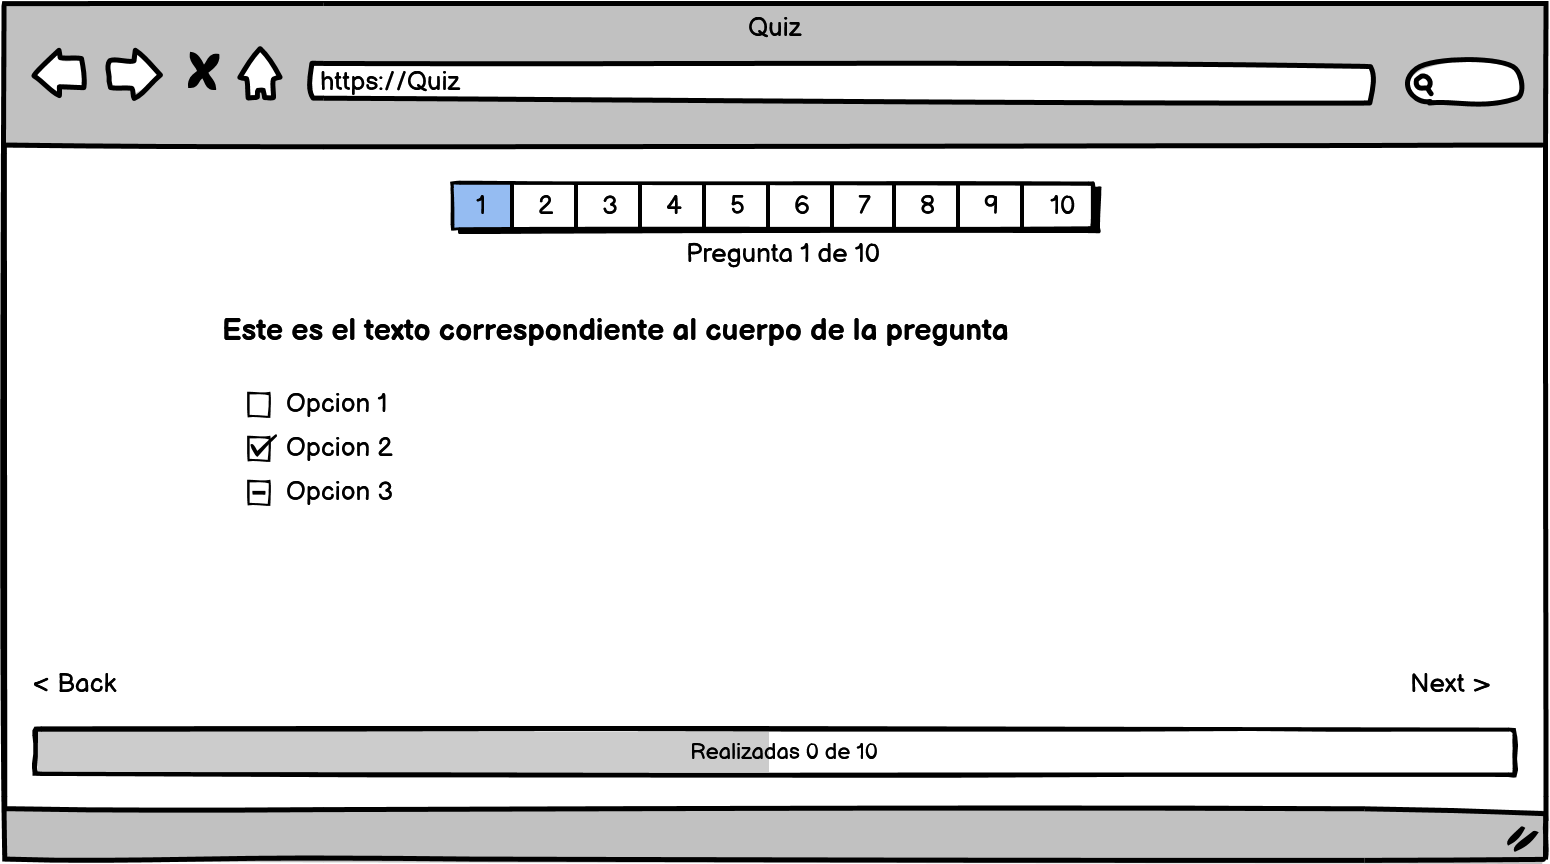 Quiz
https://Quiz
1 2 3 4 5 6 7 8 9 10
Pregunta 1 de 10
Este es el texto correspondiente al cuerpo de la pregunta
Opcion 1
Opcion 2
Opcion 3
< Back Next >
Realizadas 0 de 10